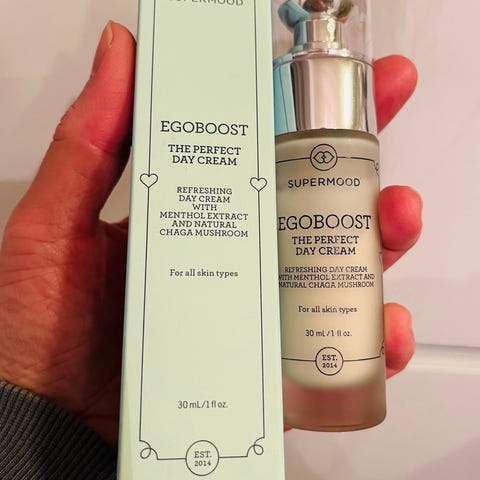 SUPERMOOD
EGOBOOST
THE PERFECT
DAY CREAM
REFRESHING
DAY CREAM
WITH
MENTHOL EXTRACT
AND NATURAL
CHAGA MUSHROOM
For all skin types
30 mL/1 fl oz.
EST.
2014
SUPERMOOD
EGOBOOST
THE PERFECT
DAY CREAM
REFRESHING DAY CREAM
WITH MENTHOL EXTRACT AND
NATURAL CHAGA MUSHROOM
For all skin types
30 mL/1 fl oz.
EST.
2014